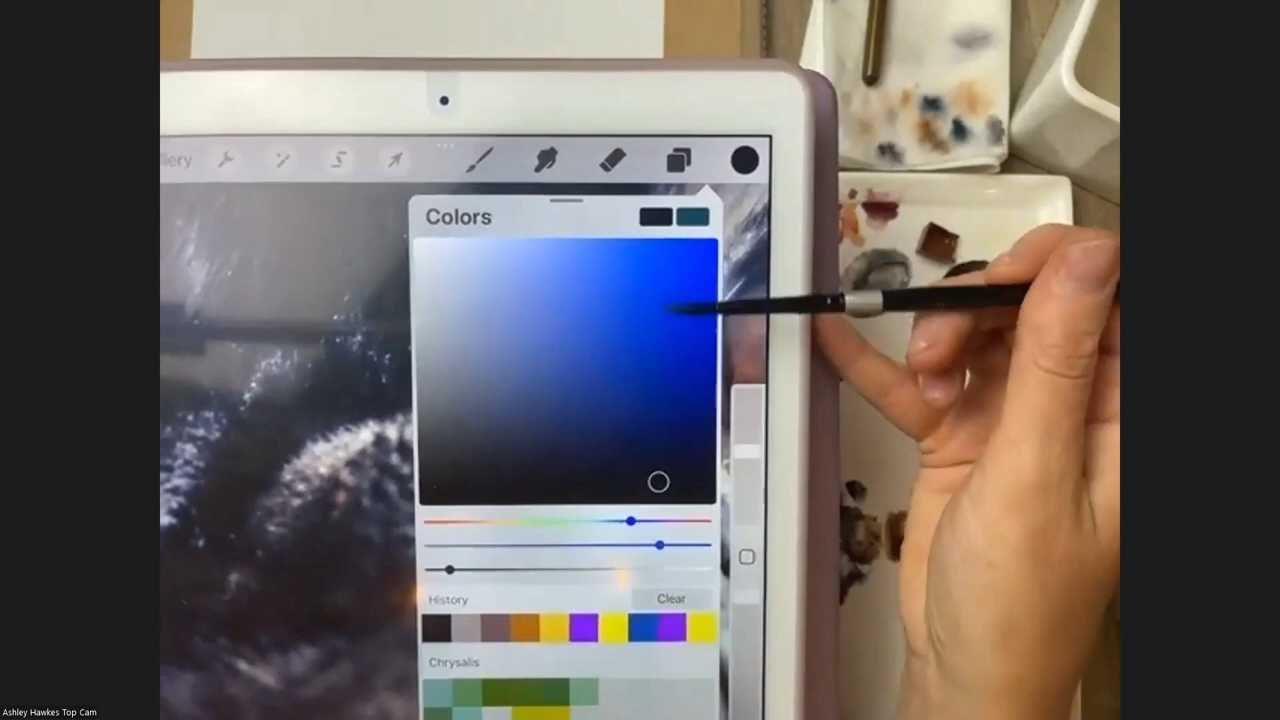 llery
Colors
History
Clear
Chrysalis
Ashley Hawkes Top Cam